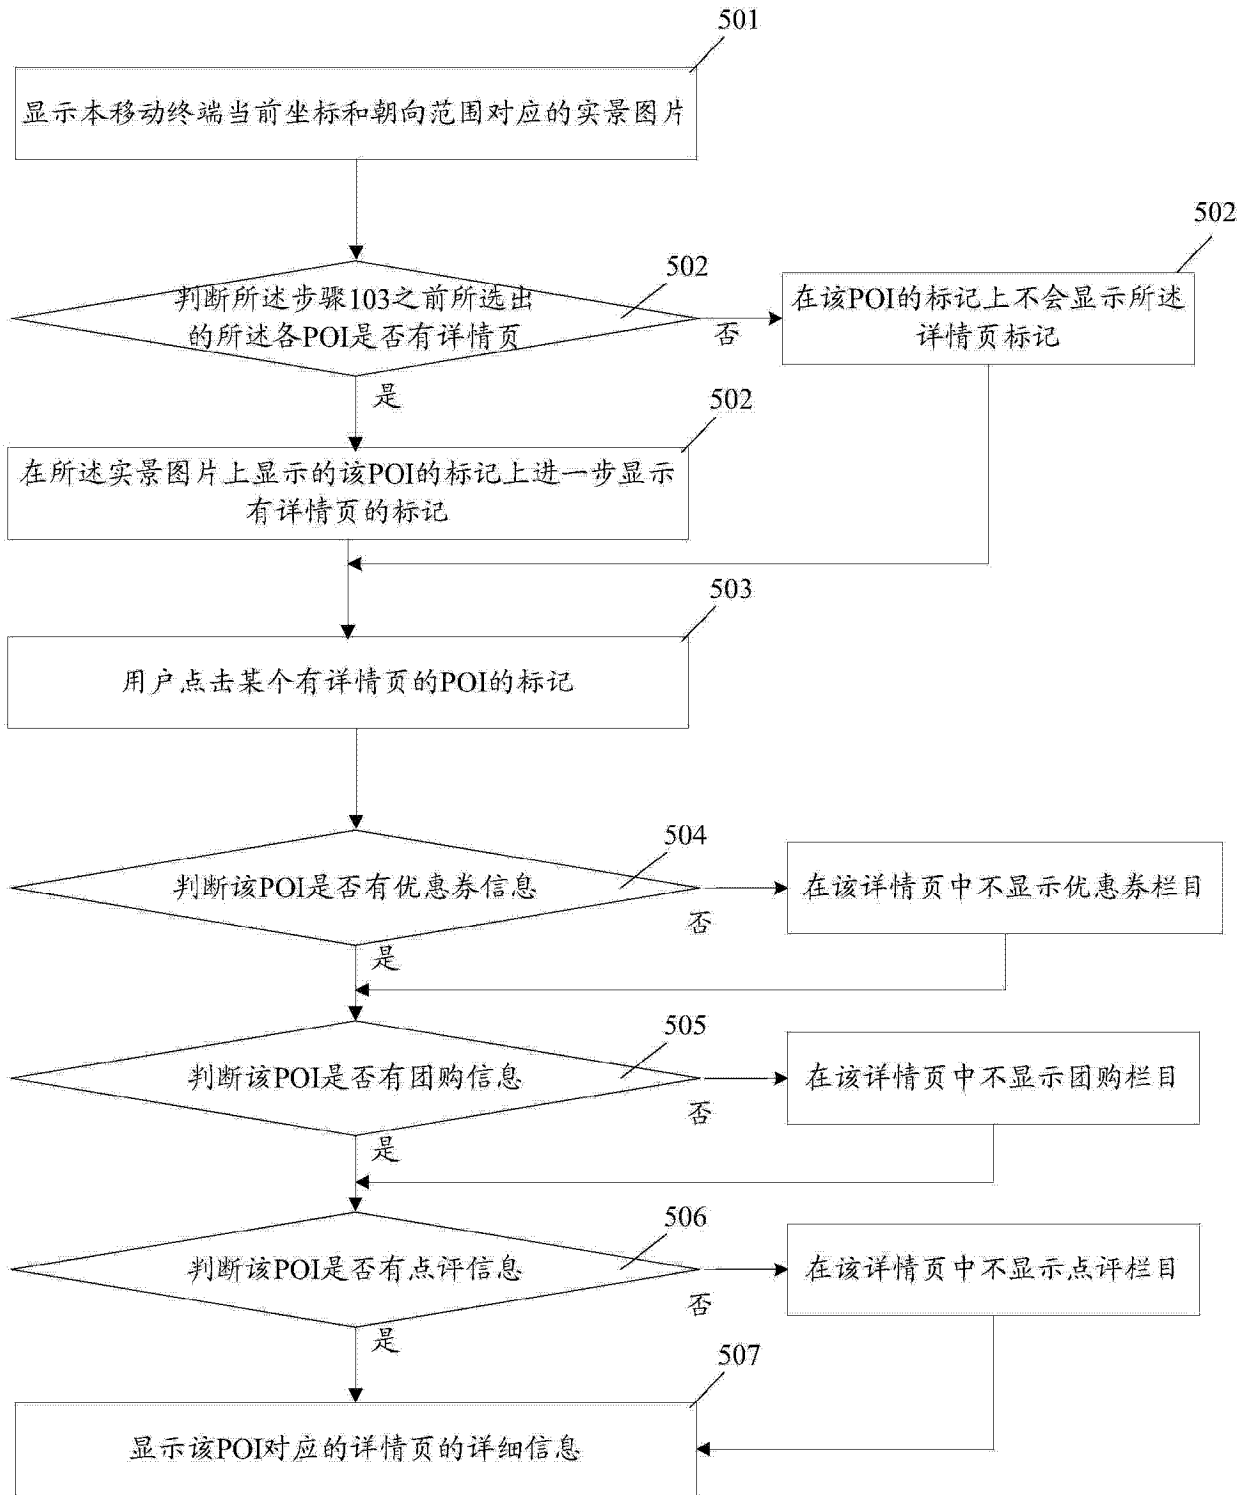 501
显示本移动终端当前坐标和朝向范围对应的实景图片
502
判断所述步骤103之前所选出
的所述各POI是否有详情页
否
502
在该POI的标记上不会显示所述
详情页标记
是
502
在所述实景图片上显示的该POI的标记上进一步显示
有详情页的标记
503
用户点击某个有详情页的POI的标记
504
判断该POI是否有优惠券信息
否
在该详情页中不显示优惠券栏目
是
505
判断该POI是否有团购信息
否
在该详情页中不显示团购栏目
是
506
判断该POI是否有点评信息
否
在该详情页中不显示点评栏目
是
507
显示该POI对应的详情页的详细信息